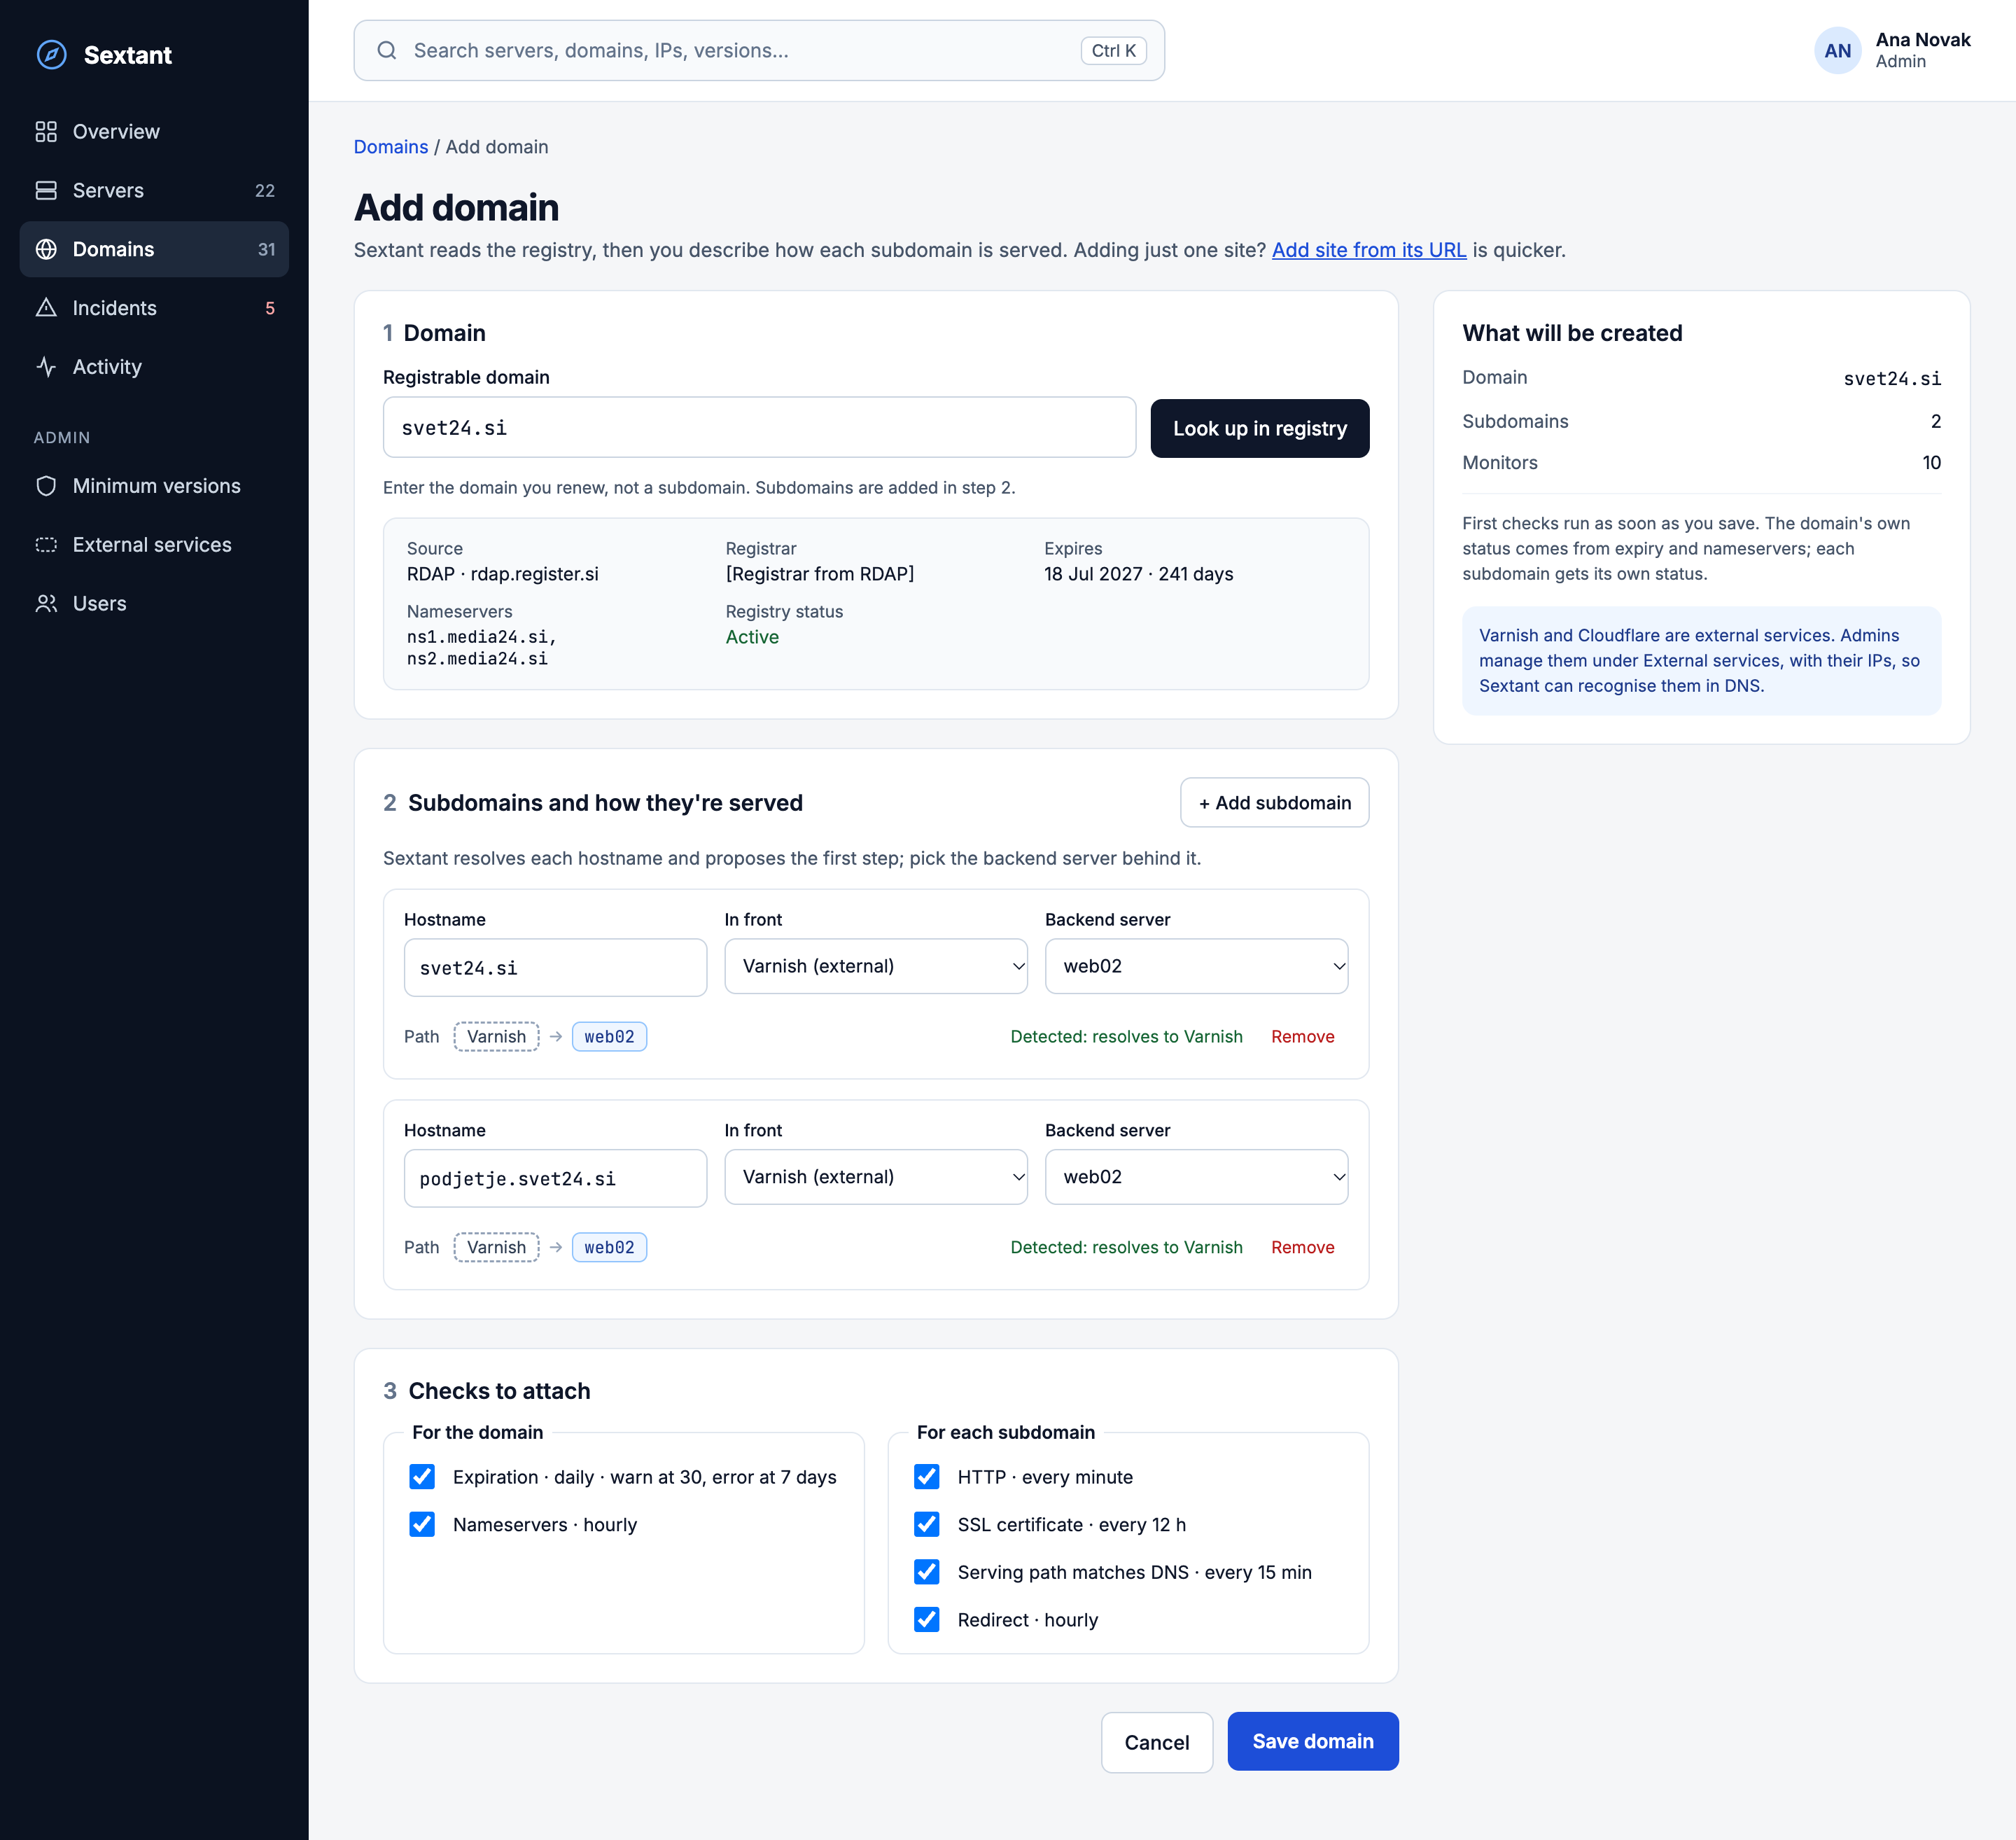 Sextant
Search servers, domains, IPs, versions...
Ctrl K
AN
Ana Novak
Admin
Overview
Servers 22
Domains 31
Incidents 5
Activity
ADMIN
Minimum versions
External services
Users
Domains / Add domain
Add domain
Sextant reads the registry, then you describe how each subdomain is served. Adding just one site? Add site from its URL is quicker.
1 Domain
Registrable domain
svet24.si
Look up in registry
Enter the domain you renew, not a subdomain. Subdomains are added in step 2.
Source
RDAP · rdap.register.si
Registrar
[Registrar from RDAP]
Expires
18 Jul 2027 · 241 days
Nameservers
ns1.media24.si,
ns2.media24.si
Registry status
Active
What will be created
Domain svet24.si
Subdomains 2
Monitors 10
First checks run as soon as you save. The domain's own
status comes from expiry and nameservers; each
subdomain gets its own status.
Varnish and Cloudflare are external services. Admins
manage them under External services, with their IPs, so
Sextant can recognise them in DNS.
2 Subdomains and how they're served
+ Add subdomain
Sextant resolves each hostname and proposes the first step; pick the backend server behind it.
Hostname
svet24.si
In front
Varnish (external)
Backend server
web02
Path Varnish → web02
Detected: resolves to Varnish
Remove
Hostname
podjetje.svet24.si
In front
Varnish (external)
Backend server
web02
Path Varnish → web02
Detected: resolves to Varnish
Remove
3 Checks to attach
For the domain
Expiration · daily · warn at 30, error at 7 days
Nameservers · hourly
For each subdomain
HTTP · every minute
SSL certificate · every 12 h
Serving path matches DNS · every 15 min
Redirect · hourly
Cancel
Save domain